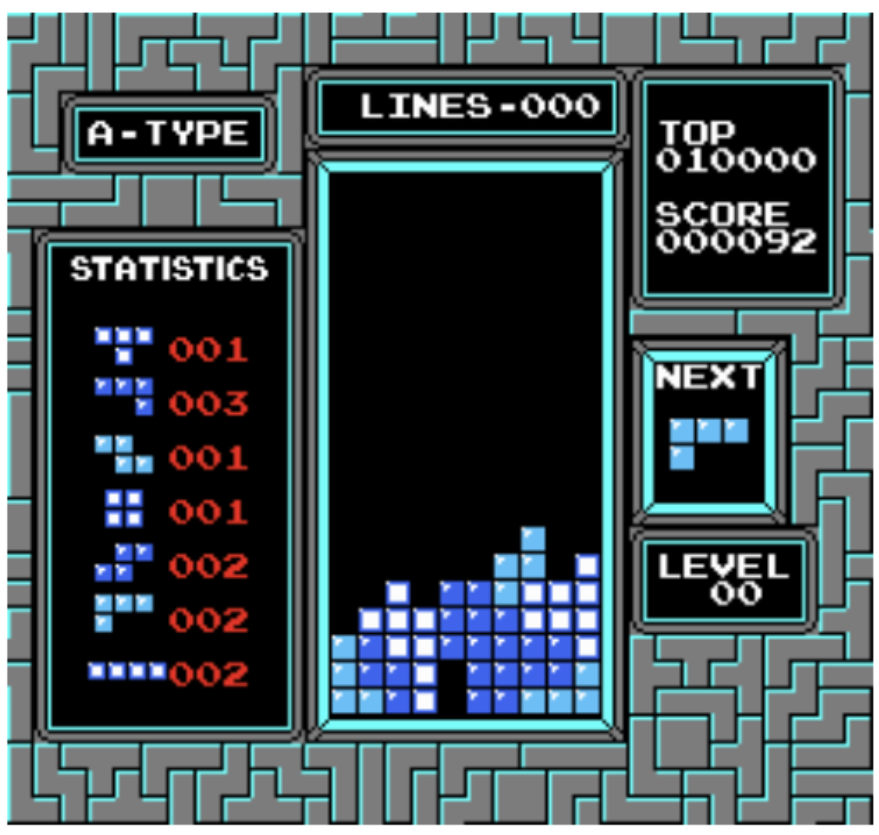 A-TYPE
LINES-000
TOP
010000
SCORE
000092
STATISTICS
001
003
001
001
002
002
002
NEXT
LEVEL
00